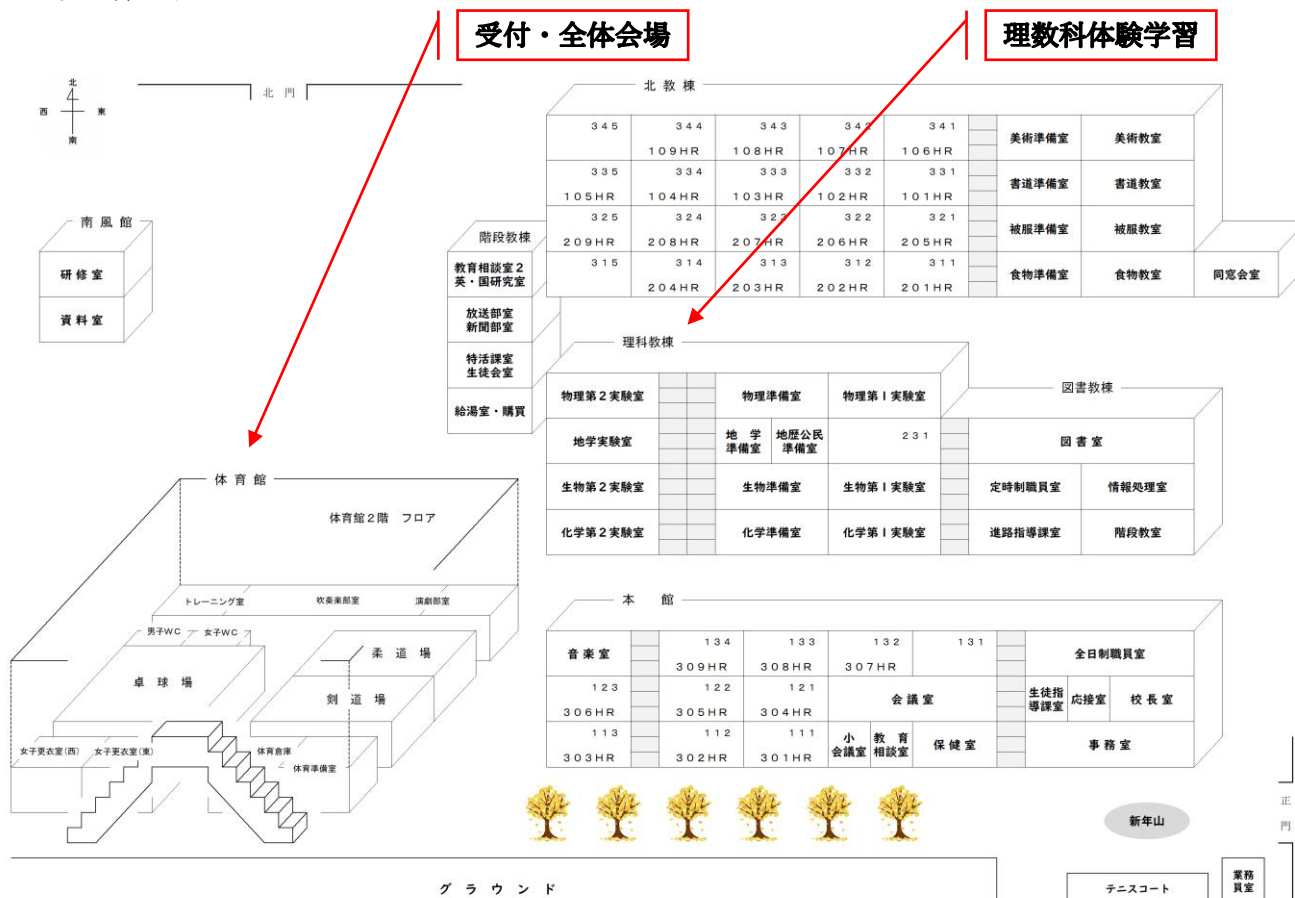 受付・全体会場
理数科体験学習
北
西 東
南
北門
北教棟
345 344 343 342 341
109HR 108HR 107HR 106HR
美術準備室 美術教室
335 334 333 332 331
105HR 104HR 103HR 102HR 101HR
書道準備室 書道教室
325 324 323 322 321
209HR 208HR 207HR 206HR 205HR
被服準備室 被服教室
315 314 313 312 311
204HR 203HR 202HR 201HR
食物準備室 食物教室 同窓会室
南風館
研修室
資料室
階段教棟
教育相談室2
英・国研究室
放送部室
新聞部室
特活課室
生徒会室
給湯室・購買
理科教棟
物理第2実験室 物理準備室 物理第1実験室
地学実験室
地学
準備室
地歴公民
準備室
231
生物第2実験室 生物準備室 生物第1実験室
化学第2実験室 化学準備室 化学第1実験室
図書教棟
図書室
定時制職員室 情報処理室
進路指導課室 階段教室
体育館
体育館2階 フロア
トレーニング室 吹奏楽部室 演劇部室
男子WC 女子WC
柔道場
卓球場
剣道場
女子更衣室(西) 女子更衣室(東)
体育倉庫
体育準備室
本館
音楽室
134 133 132 131
309HR 308HR 307HR
全日制職員室
123 122 121
306HR 305HR 304HR
会議室
生徒指
導課室
応接室 校長室
113 112 111
303HR 302HR 301HR
小
会議室
教育
相談室
保健室
事務室
新年山
正
門
グラウンド
テニスコート
業務
員室